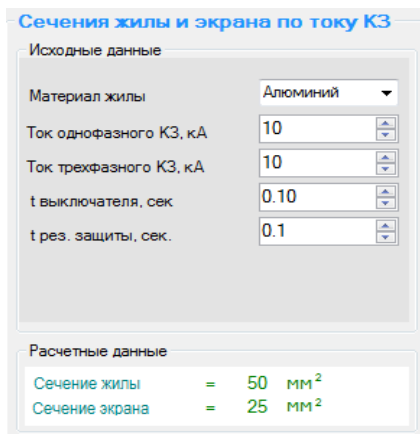 Сечения жилы и экрана по току КЗ
Исходные данные
Материал жилы Алюминий
Ток однофазного КЗ, кА 10
Ток трехфазного КЗ, кА 10
t выключателя, сек 0.10
t рез. защиты, сек. 0.1
Расчетные данные
Сечение жилы = 50 мм²
Сечение экрана = 25 мм²